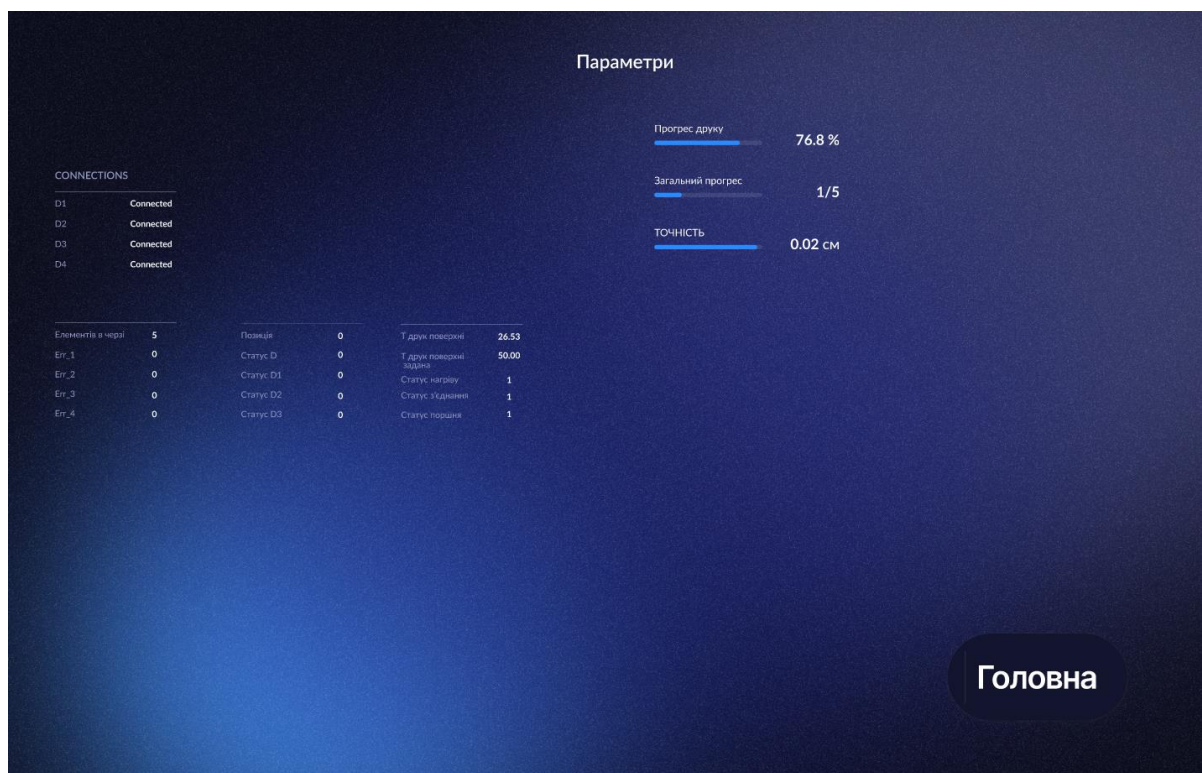 Параметри
Прогрес друку 76.8 %
Загальний прогрес 1/5
ТОЧНІСТЬ 0.02 см
CONNECTIONS
D1 Connected
D2 Connected
D3 Connected
D4 Connected
Елементів в черзі 5
Err_1 0
Err_2 0
Err_3 0
Err_4 0
Позиція 0
Статус D 0
Статус D1 0
Статус D2 0
Статус D3 0
Т друк поверхні 26.53
Т друк поверхні 50.00
задана
Статус нагріву 1
Статус з'єднання 1
Статус поршня 1
Головна